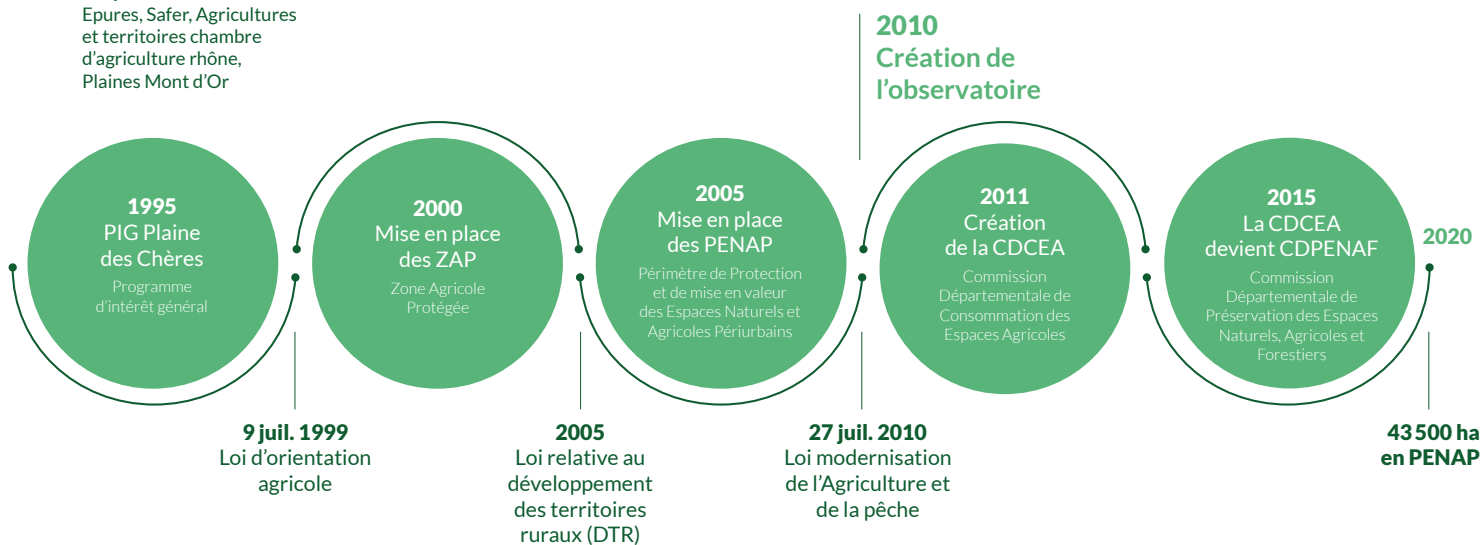 Epures, Safer, Agricultures
et territoires chambre
d’agriculture rhône,
Plaines Mont d’Or
2010
Création de
l’observatoire
1995
PIG Plaine
des Chères
Programme
d’intérêt général
2000
Mise en place
des ZAP
Zone Agricole
Protégée
2005
Mise en place
des PENAP
Périmètre de Protection
et de mise en valeur
des Espaces Naturels et
Agricoles Périurbains
2011
Création
de la CDCEA
Commission
Départementale de
Consommation des
Espaces Agricoles
2015
La CDCEA
devient CDPENAF
Commission
Départementale de
Préservation des Espaces
Naturels, Agricoles et
Forestiers
2020
9 juil. 1999
Loi d’orientation
agricole
2005
Loi relative au
développement
des territoires
ruraux (DTR)
27 juil. 2010
Loi modernisation
de l’Agriculture et
de la pêche
43 500 ha
en PENAP